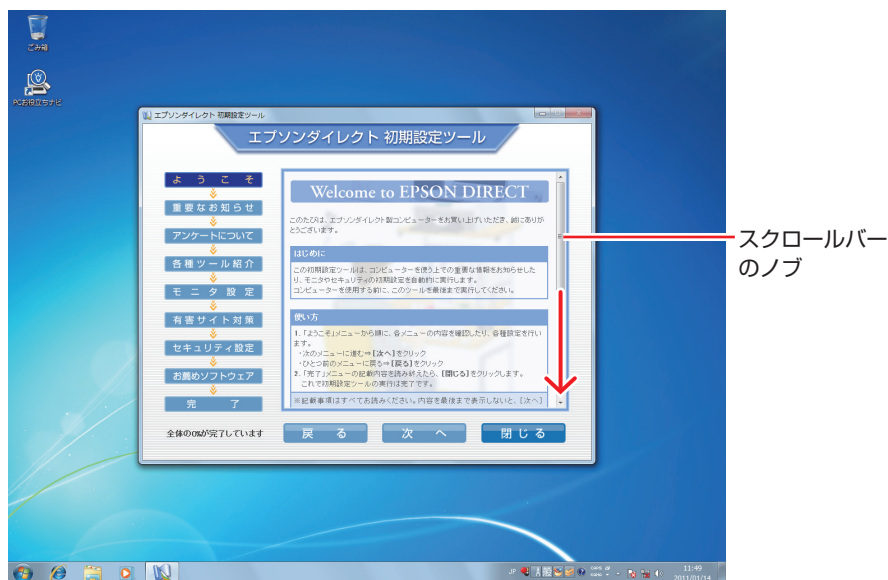 ごみ箱
PCお役立ちナビ
エプソンダイレクト 初期設定ツール
エプソンダイレクト 初期設定ツール
ようこそ
重要なお知らせ
アンケートについて
各種ツール紹介
モニタ設定
有害サイト対策
セキュリティ設定
お薦めソフトウェア
完了
全体の0%が完了しています
Welcome to EPSON DIRECT
このたびは、エプソンダイレクト製コンピューターをお買い上げいただき、誠にありが
とうございます。
はじめに
この初期設定ツールは、コンピューターを使う上での重要な情報をお知らせした
り、モニタやセキュリティの初期設定を自動的に実行します。
コンピューターを使用する前に、このツールを最後まで実行してください。
使い方
1.「ようこそ」メニューから順に、各メニューの内容を確認したり、各種設定を行い
ます。
・次のメニューに進む⇒[次へ]をクリック
・ひとつ前のメニューに戻る⇒[戻る]をクリック
2.「完了」メニューの記載内容を読み終えたら、[閉じる]をクリックします。
これで初期設定ツールの実行は完了です。
※記載事項はすべてお読みください。内容を最後まで表示しないと、[次へ]
戻る
次へ
閉じる
スクロールバー
のノブ
JP
11:49
2011/01/14